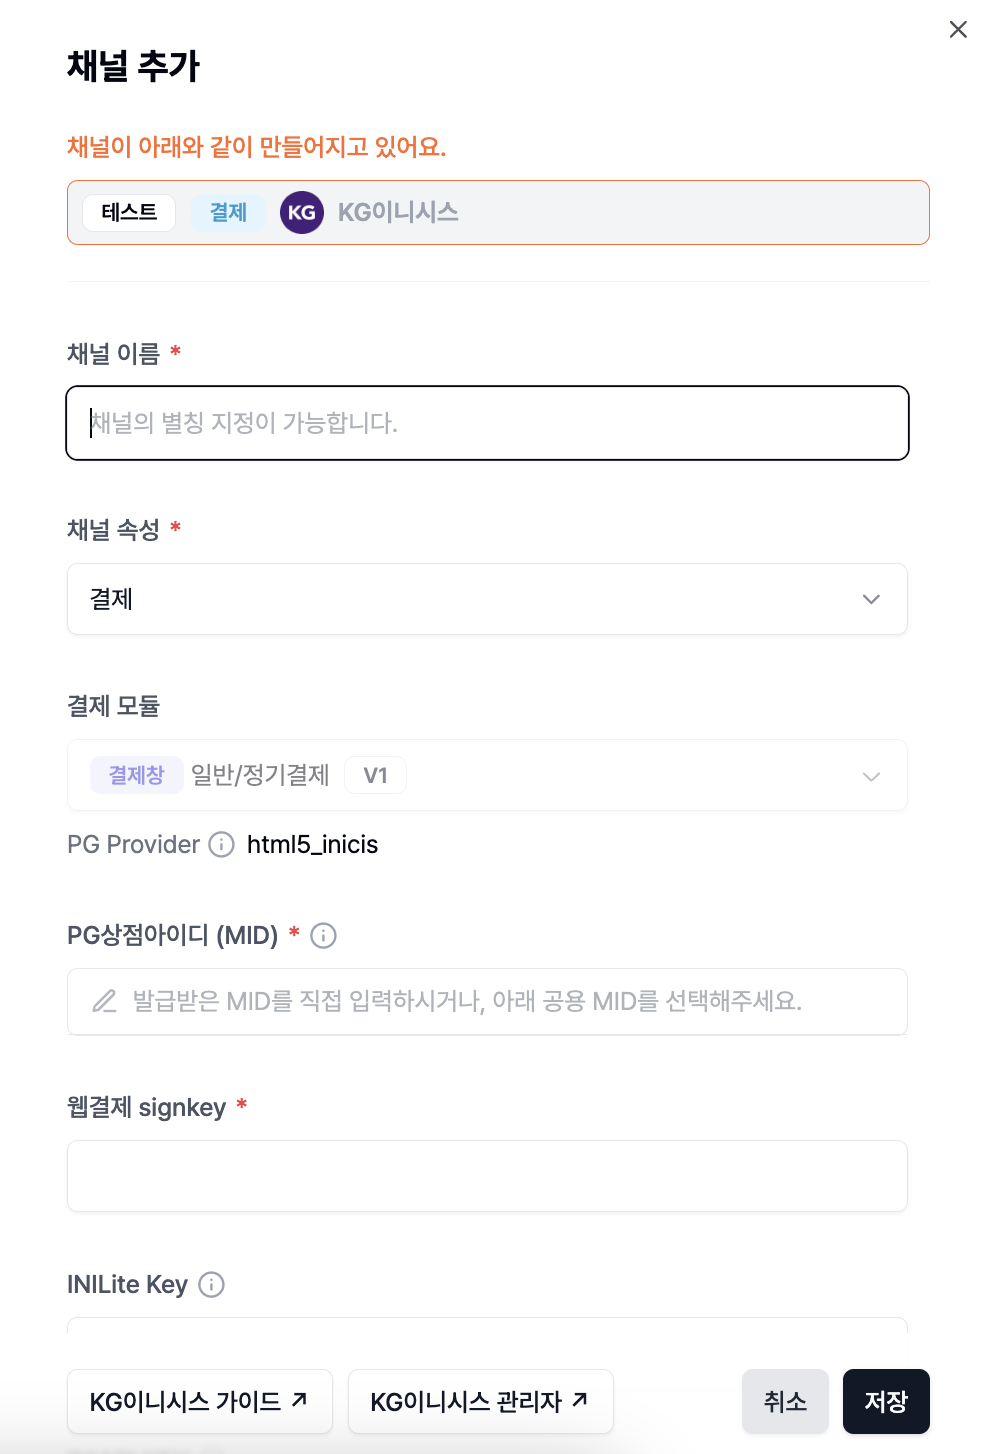 채널 추가
채널이 아래와 같이 만들어지고 있어요.
테스트 결제 KG KG이니시스
채널 이름 *
채널의 별칭 지정이 가능합니다.
채널 속성 *
결제
결제 모듈
결제창 일반/정기결제 V1
PG Provider html5_inicis
PG상점아이디 (MID) *
발급받은 MID를 직접 입력하시거나, 아래 공용 MID를 선택해주세요.
웹결제 signkey *
INILite Key
KG이니시스 가이드 ↗ KG이니시스 관리자 ↗ 취소 저장